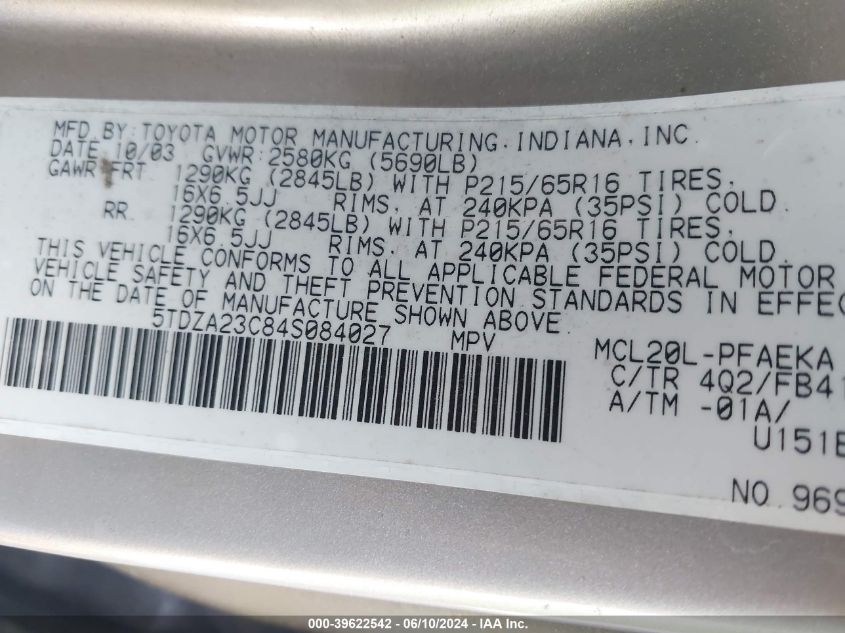 MFD BY: TOYOTA MOTOR MANUFACTURING, INDIANA, INC.
DATE 10/03 GVWR: 2580KG (5690LB)
GAWR FRT 1290KG (2845LB) WITH P215/65R16 TIRES,
16X6.5JJ RIMS, AT 240KPA (35PSI) COLD.
RR. 1290KG (2845LB) WITH P215/65R16 TIRES,
16X6.5JJ RIMS, AT 240KPA (35PSI) COLD.
THIS VEHICLE CONFORMS TO ALL APPLICABLE FEDERAL MOTOR
VEHICLE SAFETY AND THEFT PREVENTION STANDARDS IN EFFEC
ON THE DATE OF MANUFACTURE SHOWN ABOVE.
5TDZA23C84S084027 MPV
MCL20L-PFAEKA
C/TR 4Q2/FB41
A/TM -01A/
U151E
NO. 969
000-39622542 / 06/10/2024 - IAA Inc.